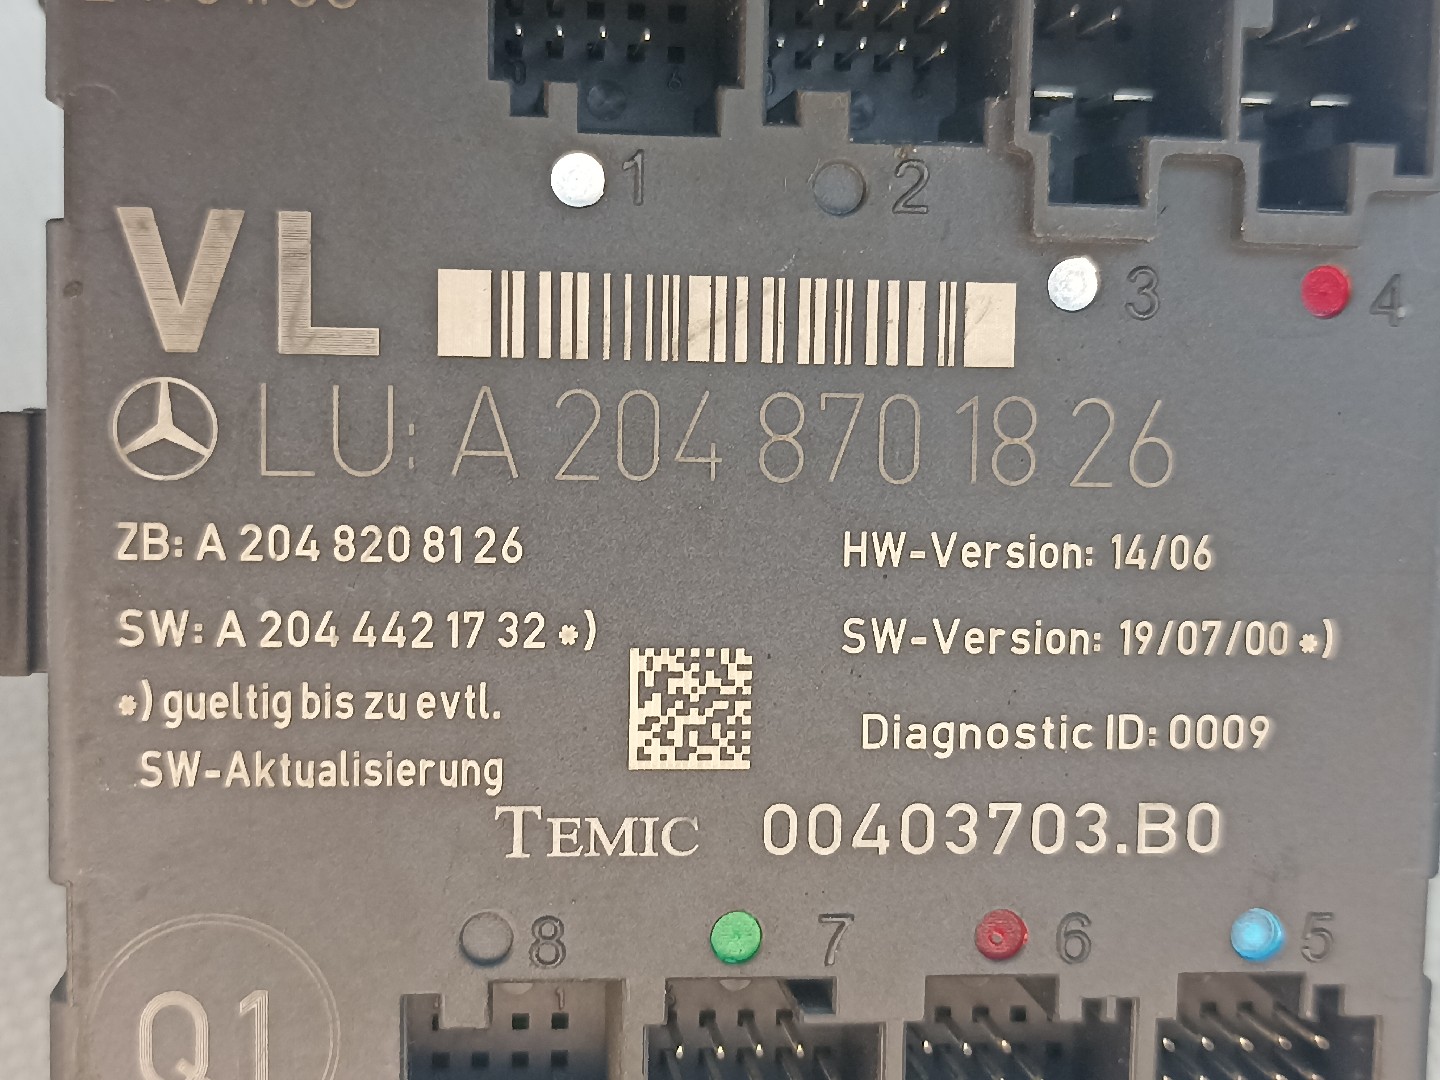 1 2
3 4
VL
LU: A 204 870 18 26
ZB: A 204 820 81 26
HW-Version: 14/06
SW: A 204 442 17 32 *)
SW-Version: 19/07/00 *)
*) gueltig bis zu evtl.
SW-Aktualisierung
Diagnostic ID: 0009
TEMIC 00403703.B0
8 7 6 5
1
Q1